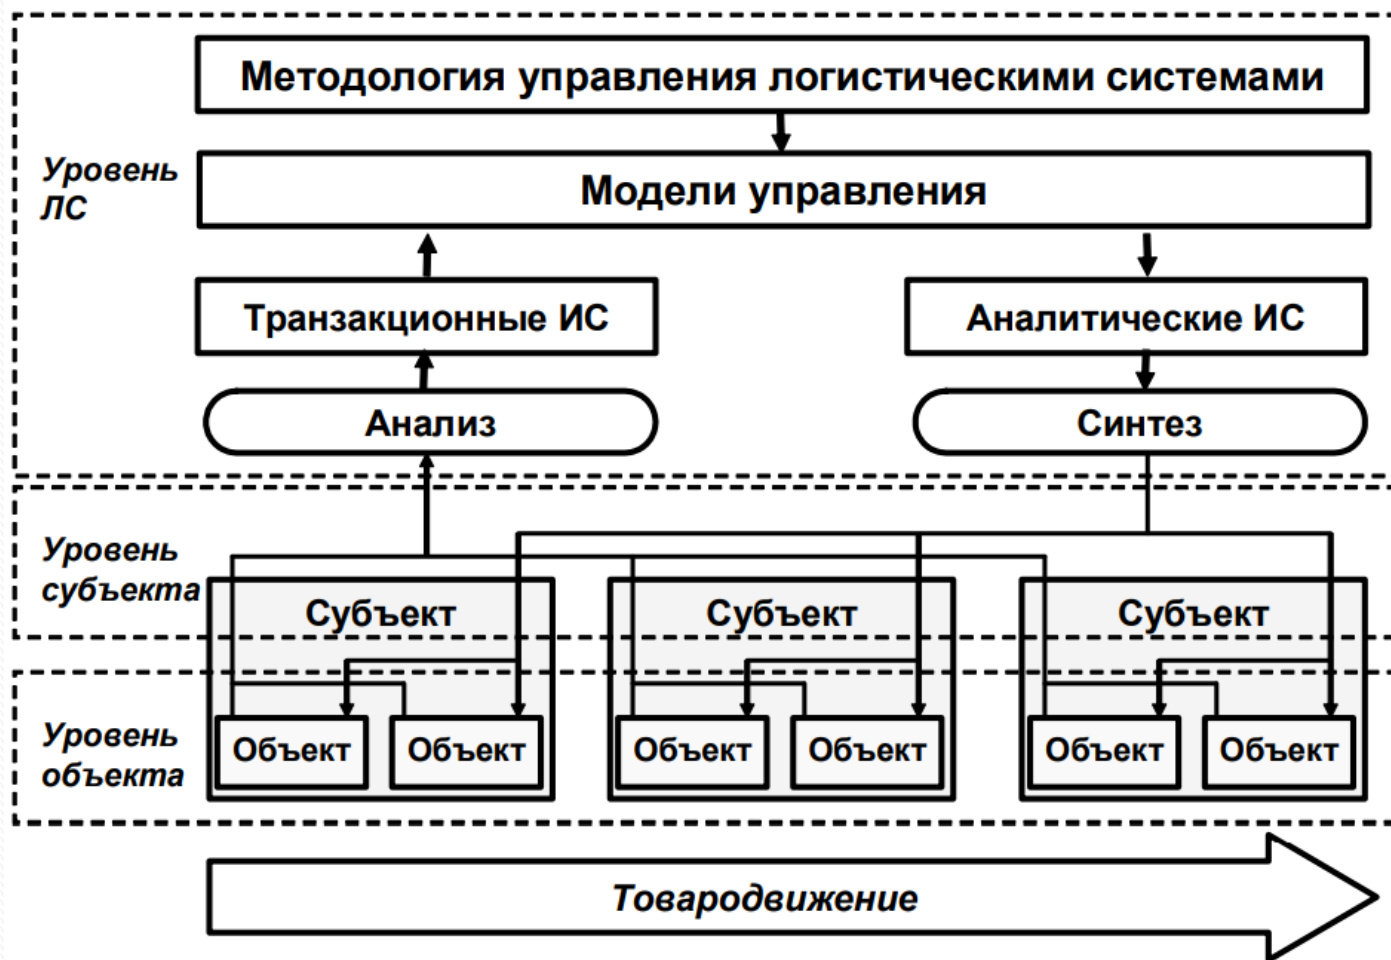 Методология управления логистическими системами
Уровень
ЛС
Модели управления
Транзакционные ИС
Аналитические ИС
Анализ
Синтез
Уровень
субъекта
Субъект
Субъект
Субъект
Уровень
объекта
Объект
Объект
Объект
Объект
Объект
Объект
Товародвижение